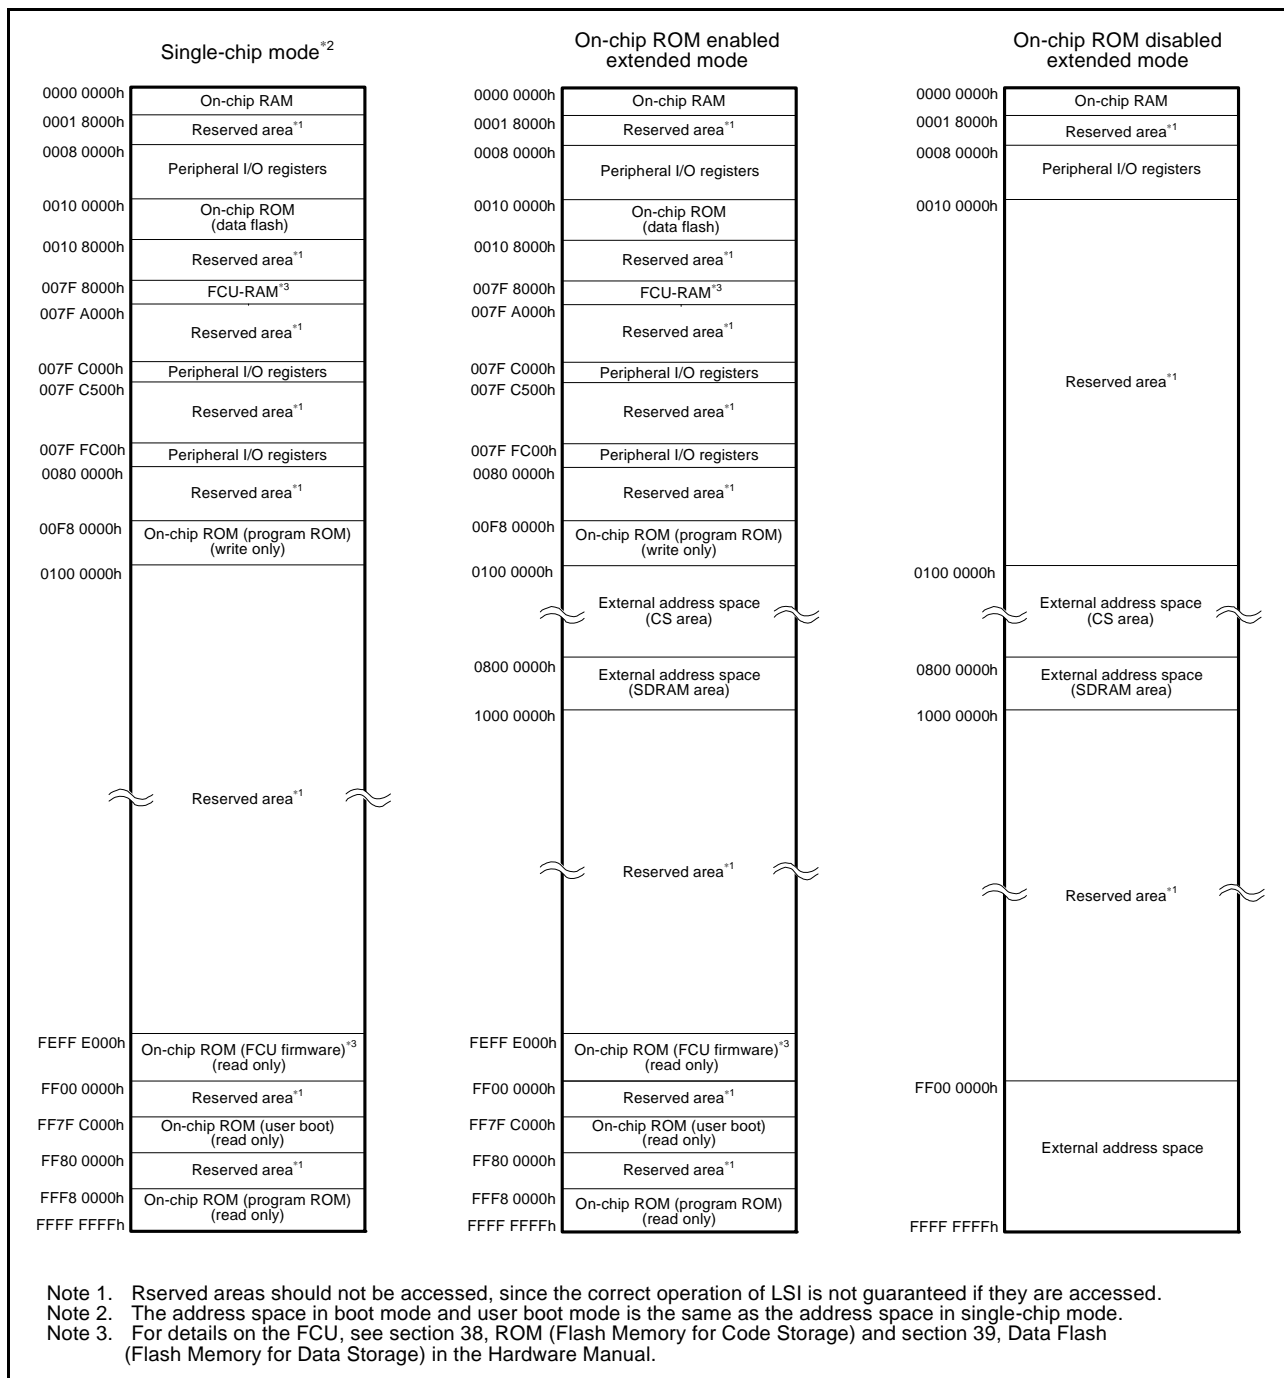 Single-chip mode*2
0000 0000h
On-chip RAM
0001 8000h
Reserved area*1
0008 0000h
Peripheral I/O registers
0010 0000h
On-chip ROM
(data flash)
0010 8000h
Reserved area*1
007F 8000h
FCU-RAM*3
007F A000h
Reserved area*1
007F C000h
Peripheral I/O registers
007F C500h
Reserved area*1
007F FC00h
Peripheral I/O registers
0080 0000h
Reserved area*1
00F8 0000h
On-chip ROM (program ROM)
(write only)
0100 0000h
Reserved area*1
FEFF E000h
On-chip ROM (FCU firmware)*3
(read only)
FF00 0000h
Reserved area*1
FF7F C000h
On-chip ROM (user boot)
(read only)
FF80 0000h
Reserved area*1
FFF8 0000h
On-chip ROM (program ROM)
(read only)
FFFF FFFFh
On-chip ROM enabled
extended mode
0000 0000h
On-chip RAM
0001 8000h
Reserved area*1
0008 0000h
Peripheral I/O registers
0010 0000h
On-chip ROM
(data flash)
0010 8000h
Reserved area*1
007F 8000h
FCU-RAM*3
007F A000h
Reserved area*1
007F C000h
Peripheral I/O registers
007F C500h
Reserved area*1
007F FC00h
Peripheral I/O registers
0080 0000h
Reserved area*1
00F8 0000h
On-chip ROM (program ROM)
(write only)
0100 0000h
External address space
(CS area)
0800 0000h
External address space
(SDRAM area)
1000 0000h
Reserved area*1
FEFF E000h
On-chip ROM (FCU firmware)*3
(read only)
FF00 0000h
Reserved area*1
FF7F C000h
On-chip ROM (user boot)
(read only)
FF80 0000h
Reserved area*1
FFF8 0000h
On-chip ROM (program ROM)
(read only)
FFFF FFFFh
On-chip ROM disabled
extended mode
0000 0000h
On-chip RAM
0001 8000h
Reserved area*1
0008 0000h
Peripheral I/O registers
0010 0000h
Reserved area*1
0100 0000h
External address space
(CS area)
0800 0000h
External address space
(SDRAM area)
1000 0000h
Reserved area*1
FF00 0000h
External address space
FFFF FFFFh
Note 1. Rserved areas should not be accessed, since the correct operation of LSI is not guaranteed if they are accessed.
Note 2. The address space in boot mode and user boot mode is the same as the address space in single-chip mode.
Note 3. For details on the FCU, see section 38, ROM (Flash Memory for Code Storage) and section 39, Data Flash
(Flash Memory for Data Storage) in the Hardware Manual.